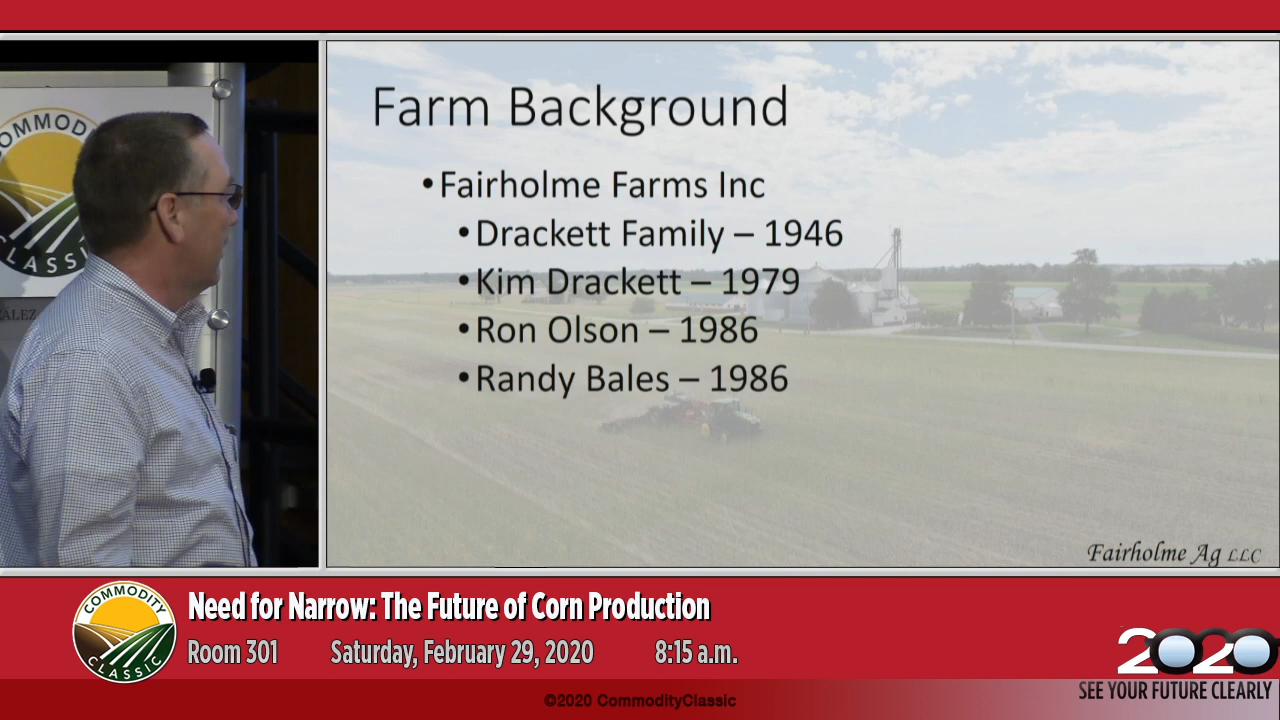 COMMOD
CLASS
Farm Background
•Fairholme Farms Inc
•Drackett Family – 1946
•Kim Drackett – 1979
•Ron Olson – 1986
•Randy Bales – 1986
Fairholme Ag LLC
COMMODITY
CLASSIC
Need for Narrow: The Future of Corn Production
Room 301 Saturday, February 29, 2020 8:15 a.m.
2020
SEE YOUR FUTURE CLEARLY
©2020 CommodityClassic